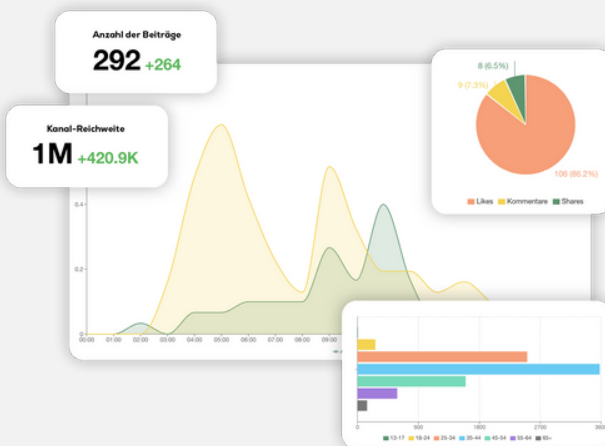 Anzahl der Beiträge
292 +264
Kanal-Reichweite
1M +420.9K
8 (6.5%)
9 (7.3%)
106 (86.2%)
Likes Kommentare Shares
0.4
0.2
0
00:00 01:00 02:00 03:00 04:00 05:00 06:00 07:00 08:00 09:00
0 900 1800 2700 3600
13-17 18-24 25-34 35-44 45-54 55-64 65+